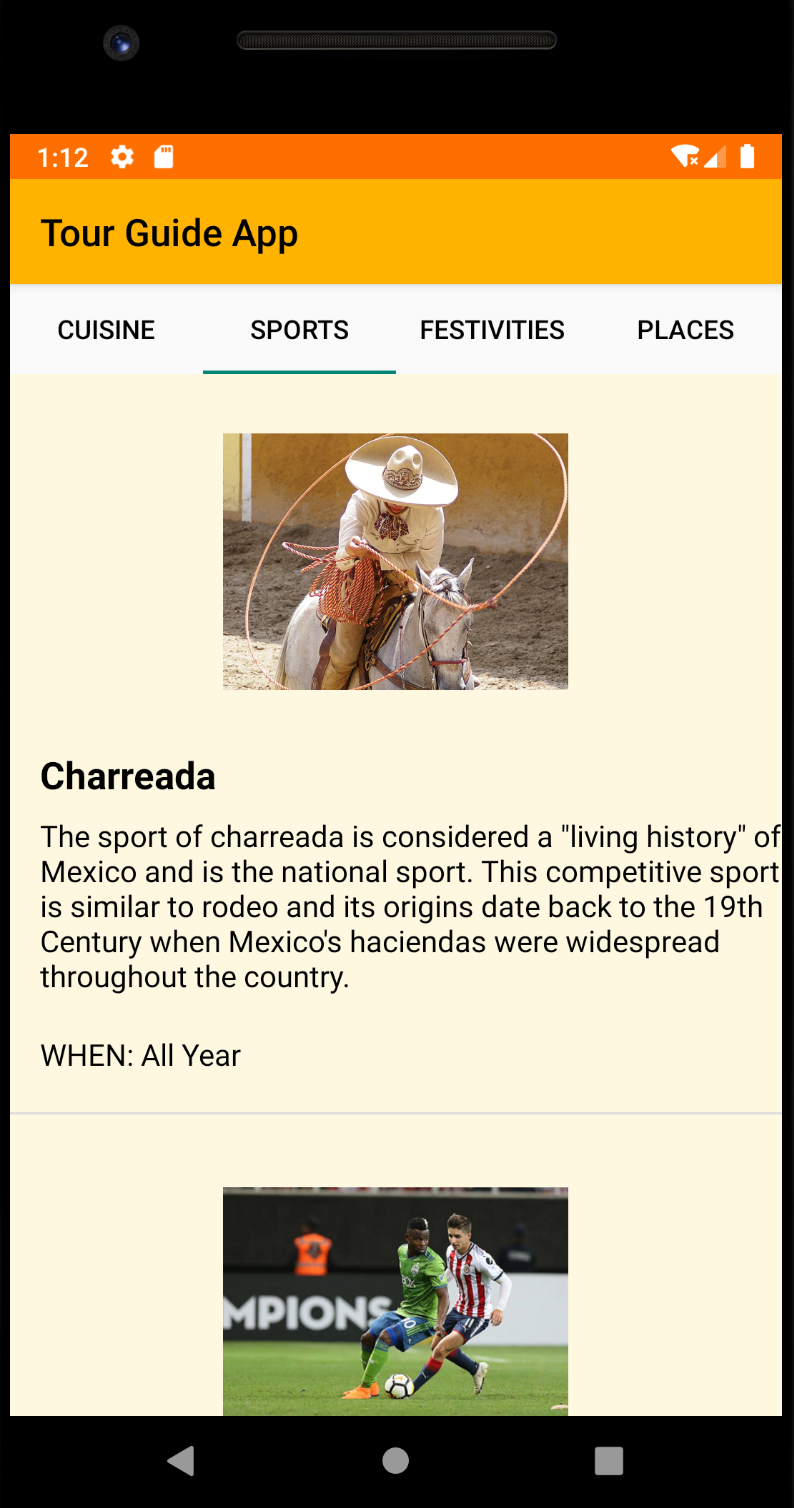 1:12
Tour Guide App
CUISINE SPORTS FESTIVITIES PLACES
Charreada
The sport of charreada is considered a "living history" of
Mexico and is the national sport. This competitive sport
is similar to rodeo and its origins date back to the 19th
Century when Mexico's haciendas were widespread
throughout the country.
WHEN: All Year
MPIONS